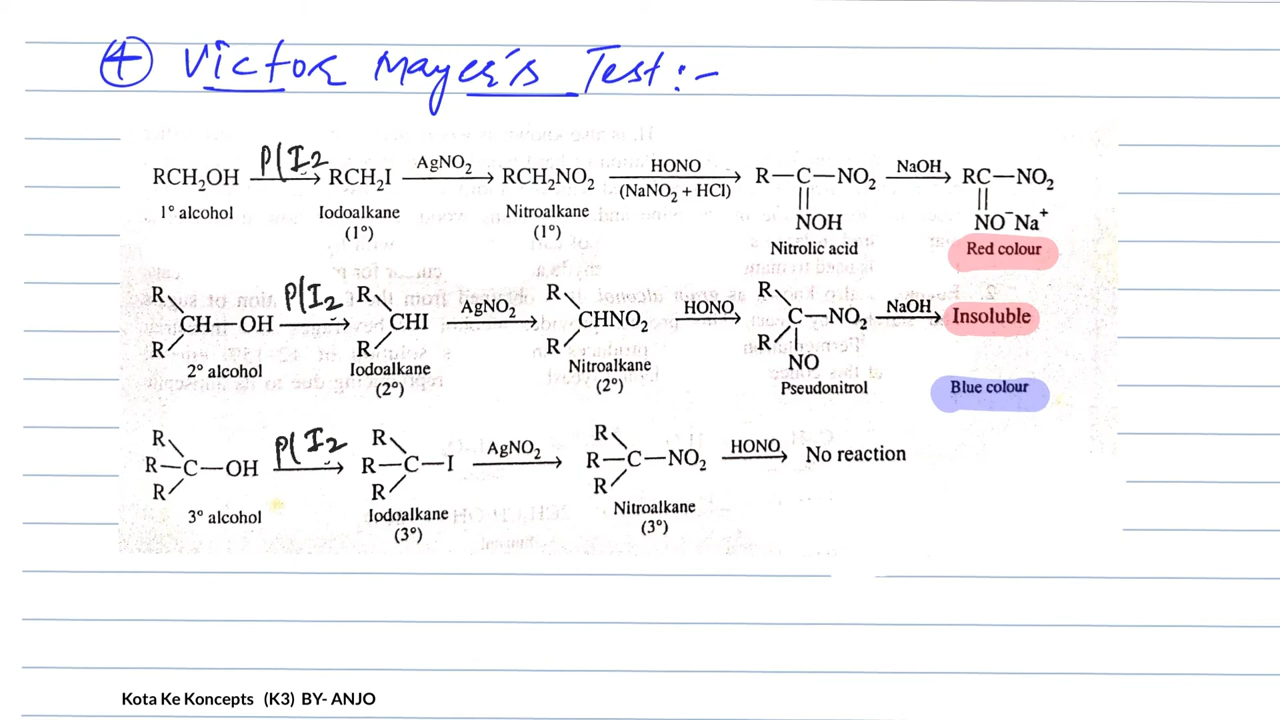 ④ Victor Mayer's Test:-
RCH₂OH P/I₂ → RCH₂I AgNO₂ → RCH₂NO₂ HONO (NaNO₂ + HCl) → R—C—NO₂ NaOH → RC—NO₂
|| ||
NOH NO⁻Na⁺
1° alcohol Iodoalkane Nitroalkane Nitrolic acid Red colour
(1°) (1°)
R R R R
CH—OH P/I₂ → CHI AgNO₂ → CHNO₂ HONO → C—NO₂ NaOH → Insoluble
R R R R NO
2° alcohol Iodoalkane Nitroalkane Pseudonitrol Blue colour
(2°) (2°)
R R R
R—C—OH P/I₂ → R—C—I AgNO₂ → R—C—NO₂ HONO → No reaction
R R R
3° alcohol Iodoalkane Nitroalkane
(3°) (3°)
Kota Ke Koncepts (K3) BY- ANJO